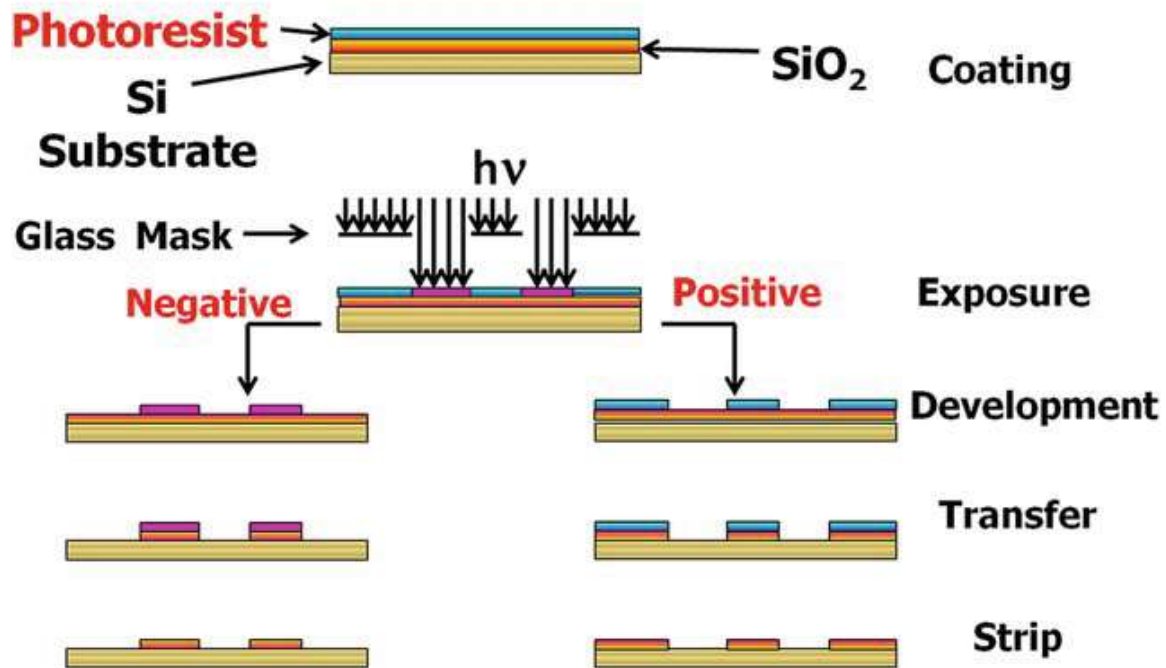 Photoresist
SiO₂
Coating
Si
Substrate
hν
Glass Mask
Negative
Positive
Exposure
Development
Transfer
Strip